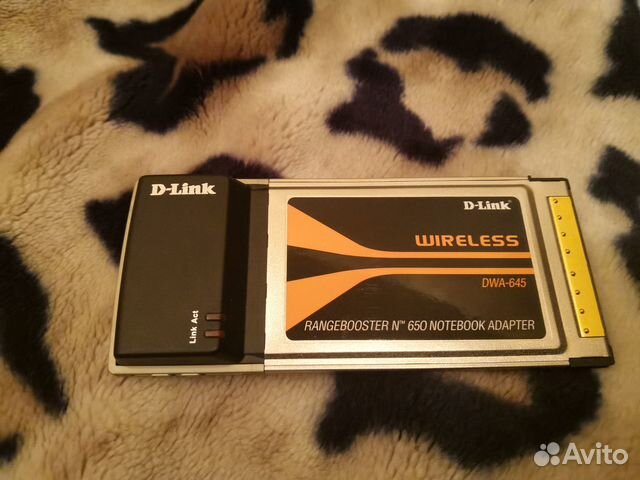 D-Link
Link Act
D-Link
WIRELESS
DWA-645
RANGEBOOSTER N™ 650 NOTEBOOK ADAPTER
Avito